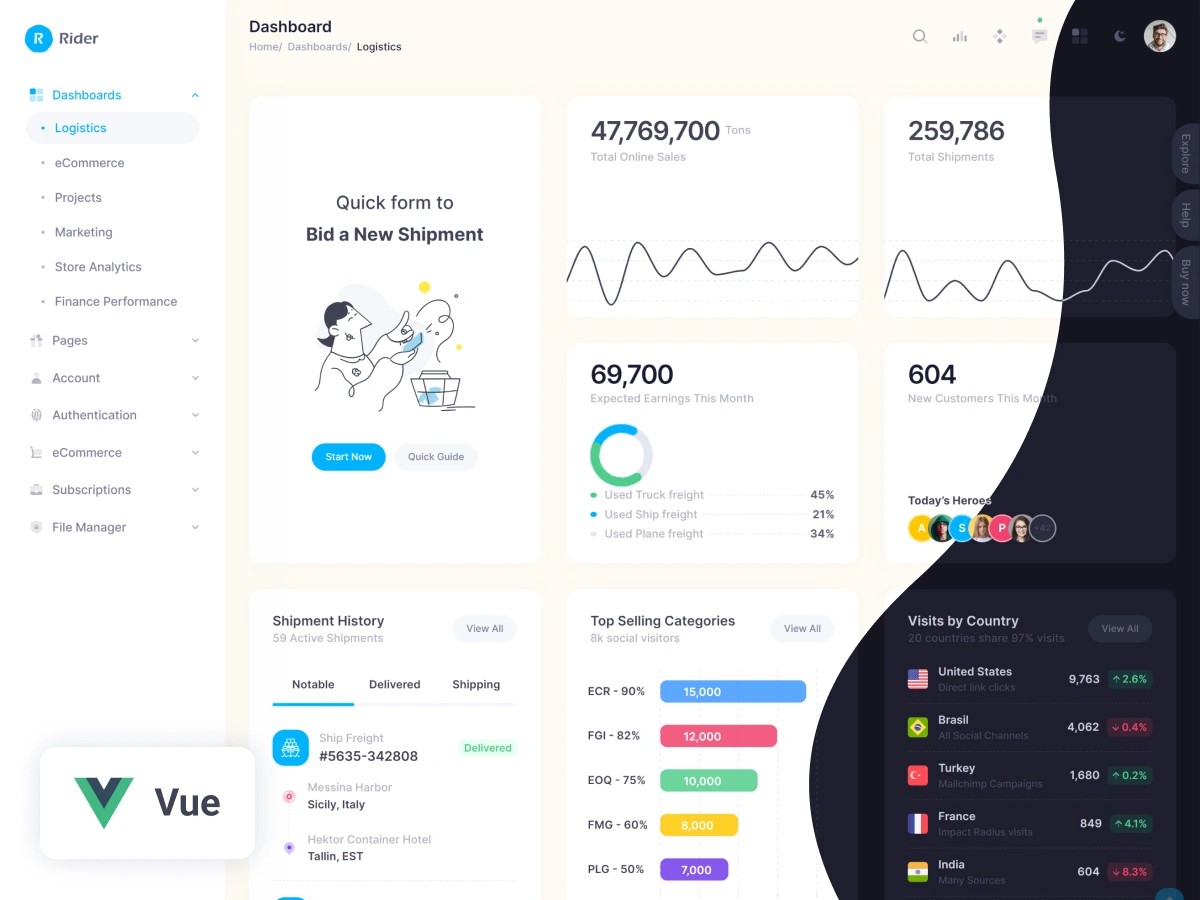 R Rider
Dashboards
Logistics
eCommerce
Projects
Marketing
Store Analytics
Finance Performance
Pages
Account
Authentication
eCommerce
Subscriptions
File Manager
Vue
Dashboard
Home/ Dashboards/ Logistics
Explore
Help
Buy now
Quick form to
Bid a New Shipment
Start Now
Quick Guide
47,769,700 Tons
Total Online Sales
259,786
Total Shipments
69,700
Expected Earnings This Month
Used Truck freight 45%
Used Ship freight 21%
Used Plane freight 34%
604
New Customers This Month
Today's Heroes
A S P +42
Shipment History
59 Active Shipments
View All
Notable Delivered Shipping
Ship Freight
#5635-342808
Delivered
Messina Harbor
Sicily, Italy
Hektor Container Hotel
Tallin, EST
Top Selling Categories
8k social visitors
View All
ECR - 90% 15,000
FGI - 82% 12,000
EOQ - 75% 10,000
FMG - 60% 8,000
PLG - 50% 7,000
Visits by Country
20 countries share 97% visits
View All
United States
Direct link clicks
9,763 2.6%
Brasil
All Social Channels
4,062 0.4%
Turkey
Mailchimp Campaigns
1,680 0.2%
France
Impact Radius visits
849 4.1%
India
Many Sources
604 8.3%